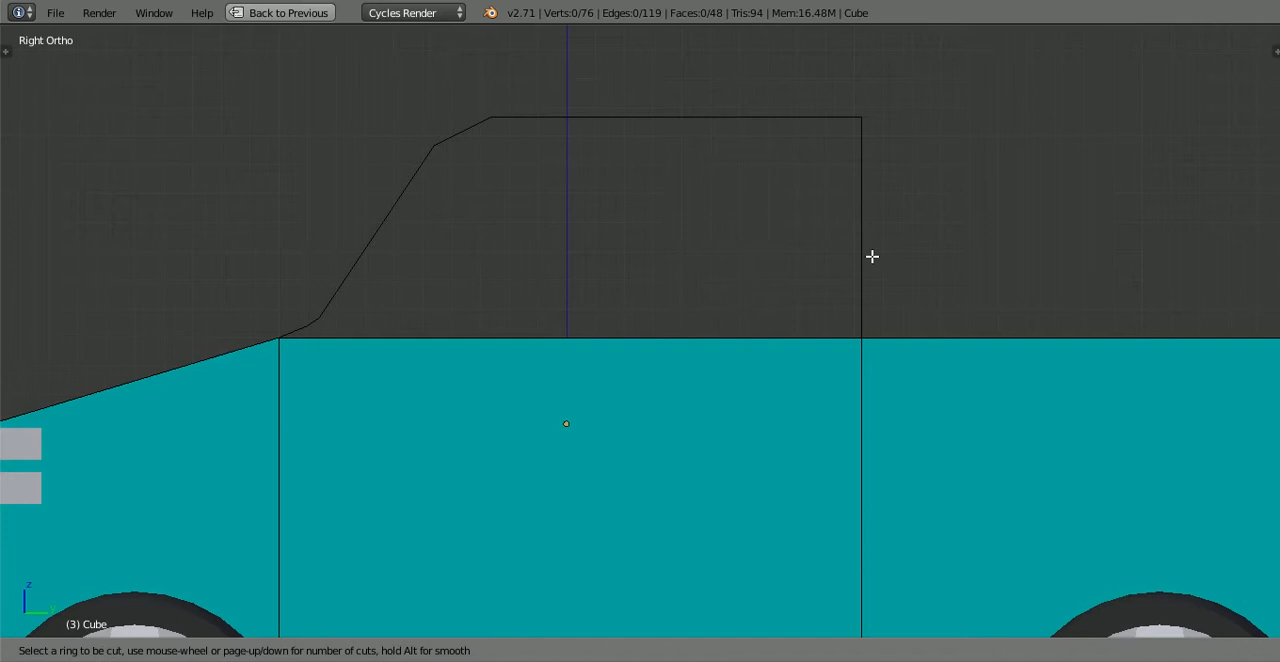 File Render Window Help Back to Previous Cycles Render v2.71 | Verts:0/76 | Edges:0/119 | Faces:0/48 | Tris:94 | Mem:16.48M | Cube
Right Ortho
z
(3) Cube
Select a ring to be cut, use mouse-wheel or page-up/down for number of cuts, hold Alt for smooth